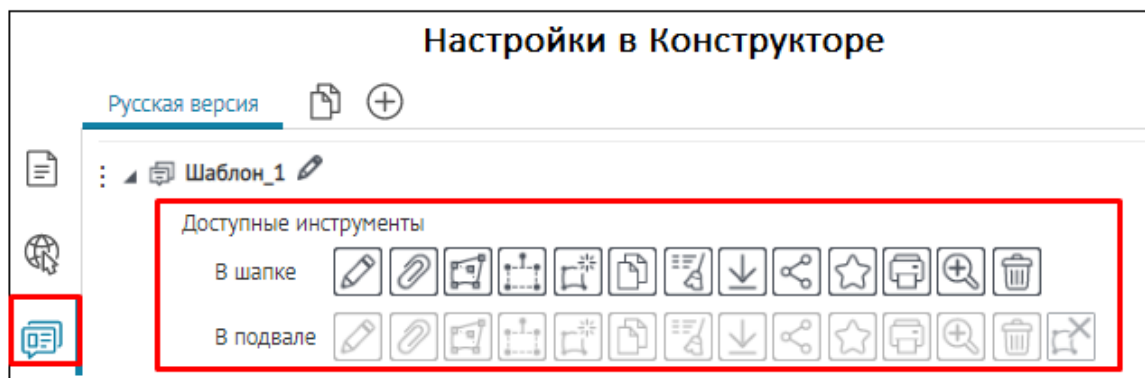 Настройки в Конструкторе
Русская версия
Шаблон_1
Доступные инструменты
В шапке
В подвале